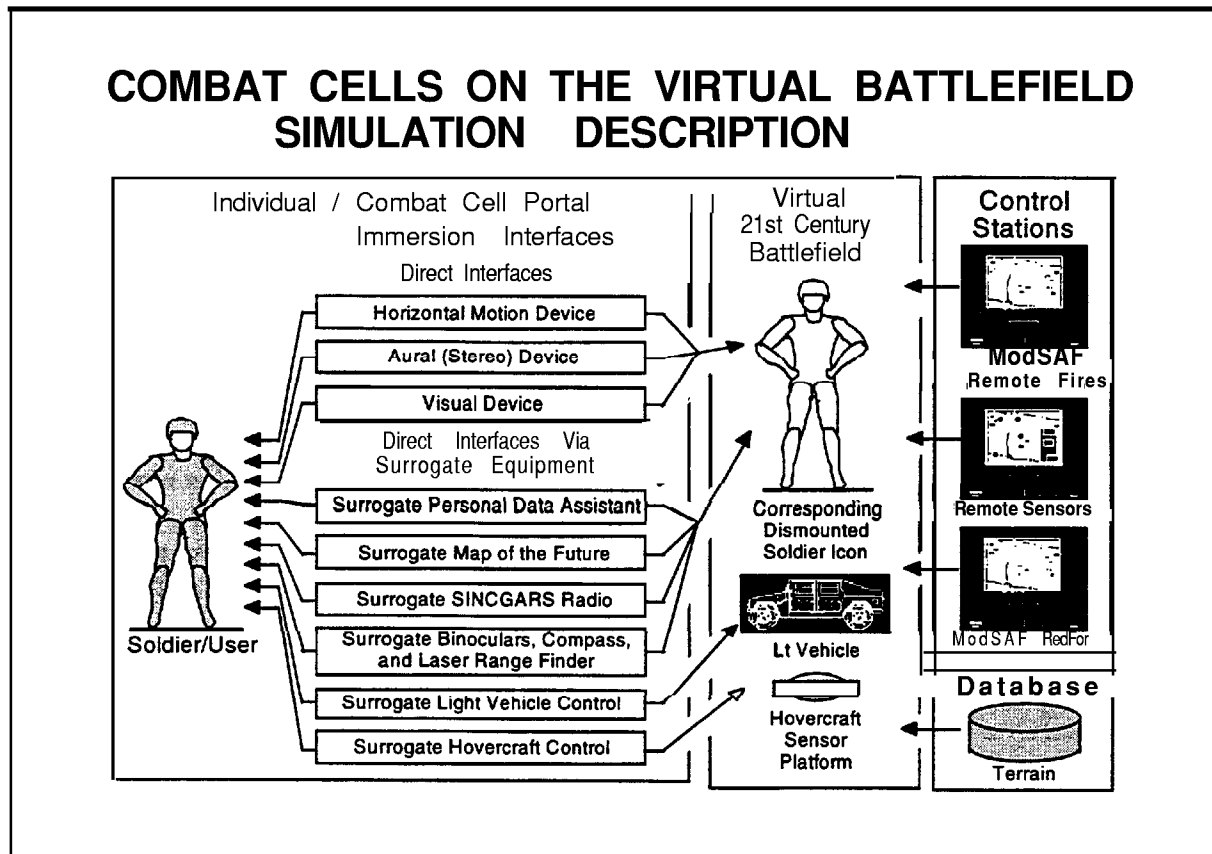 COMBAT CELLS ON THE VIRTUAL BATTLEFIELD
SIMULATION DESCRIPTION
Individual / Combat Cell Portal
Immersion Interfaces
Direct Interfaces
Horizontal Motion Device
Aural (Stereo) Device
Visual Device
Direct Interfaces Via
Surrogate Equipment
Surrogate Personal Data Assistant
Surrogate Map of the Future
Surrogate SINCGARS Radio
Surrogate Binoculars, Compass,
and Laser Range Finder
Surrogate Light Vehicle Control
Surrogate Hovercraft Control
Soldier/User
Virtual
21st Century
Battlefield
Corresponding
Dismounted
Soldier Icon
Lt Vehicle
Hovercraft
Sensor
Platform
Control
Stations
ModSAF
Remote Fires
Remote Sensors
ModSAF RedFor
Database
Terrain